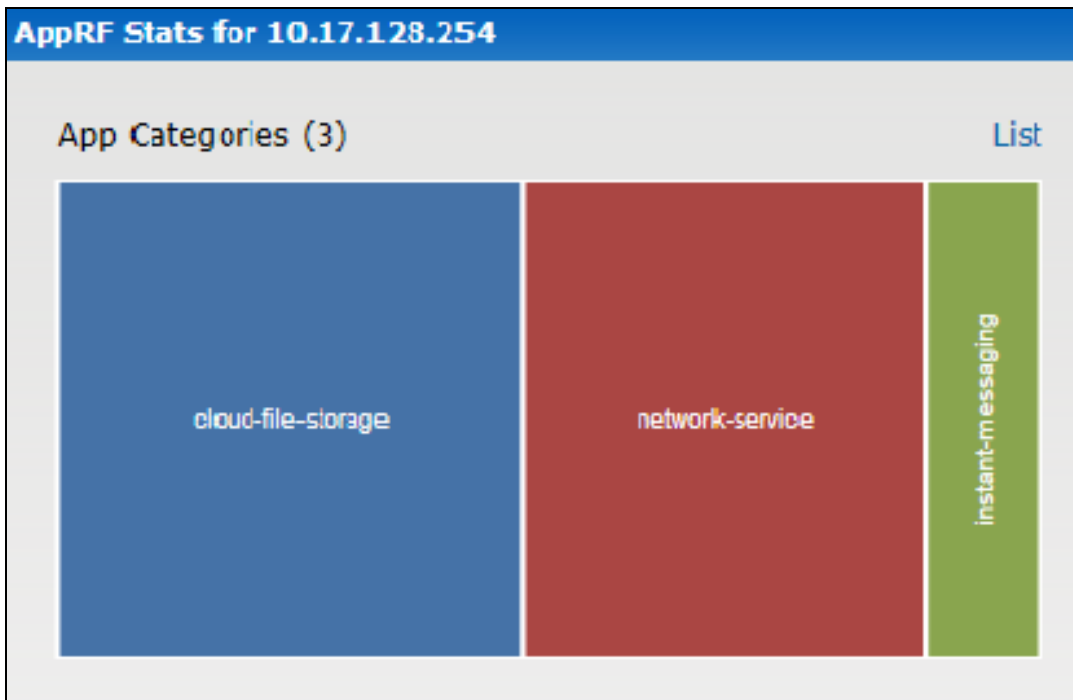 AppRF Stats for 10.17.128.254
App Categories (3)
List
cloud-file-storage
network-service
instant-messaging